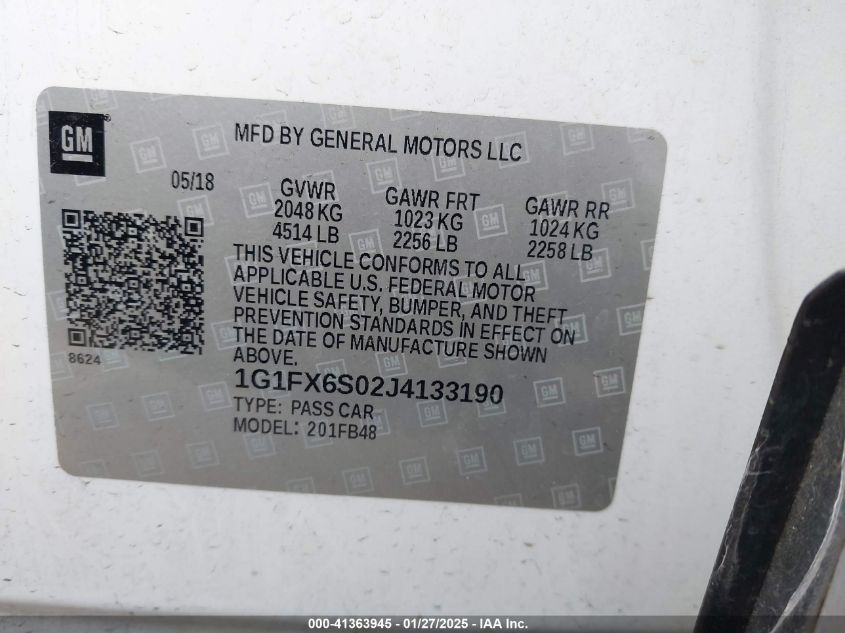 GM
MFD BY GENERAL MOTORS LLC
05/18
GVWR
2048 KG
4514 LB
GAWR FRT
1023 KG
2256 LB
GAWR RR
1024 KG
2258 LB
THIS VEHICLE CONFORMS TO ALL
APPLICABLE U.S. FEDERAL MOTOR
VEHICLE SAFETY, BUMPER, AND THEFT
PREVENTION STANDARDS IN EFFECT ON
THE DATE OF MANUFACTURE SHOWN
ABOVE.
8624
1G1FX6S02J4133190
TYPE: PASS CAR
MODEL: 201FB48
000-41363945 - 01/27/2025 - IAA Inc.